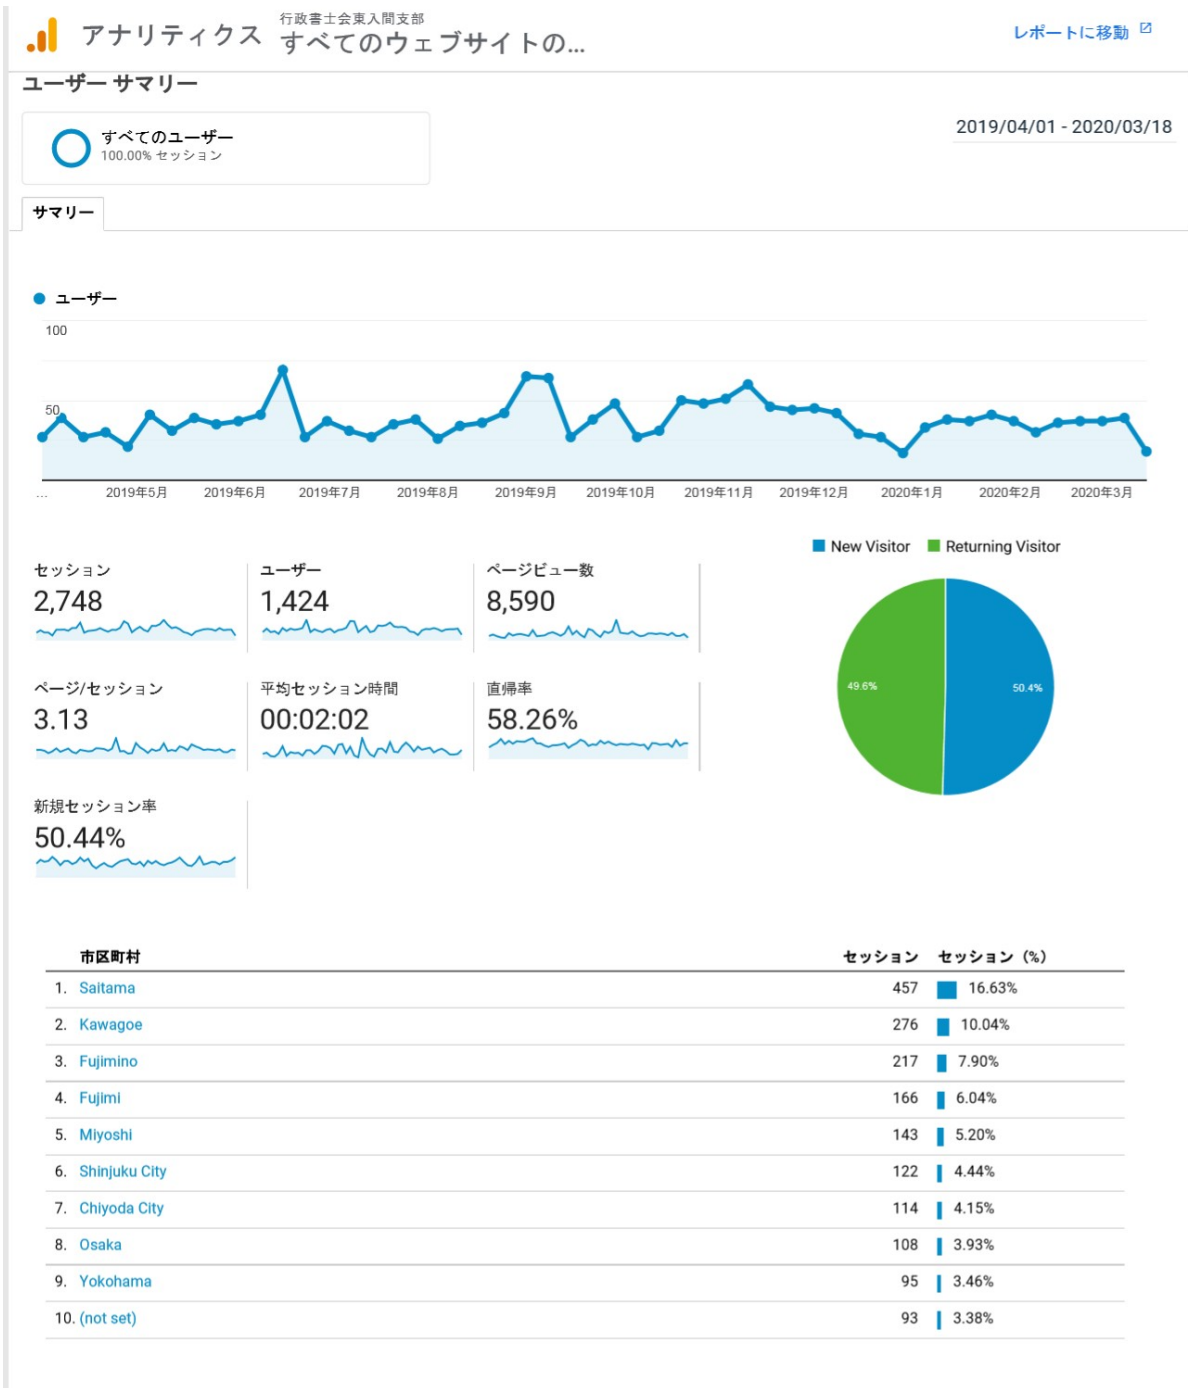 アナリティクス
行政書士会東入間支部
すべてのウェブサイトの...
レポートに移動
ユーザー サマリー
すべてのユーザー
100.00% セッション
2019/04/01 - 2020/03/18
サマリー
ユーザー
100
50
...
2019年5月
2019年6月
2019年7月
2019年8月
2019年9月
2019年10月
2019年11月
2019年12月
2020年1月
2020年2月
2020年3月
New Visitor
Returning Visitor
セッション
2,748
ユーザー
1,424
ページビュー数
8,590
49.6%
50.4%
ページ/セッション
3.13
平均セッション時間
00:02:02
直帰率
58.26%
新規セッション率
50.44%
市区町村 セッション セッション（%）
1. Saitama 457 16.63%
2. Kawagoe 276 10.04%
3. Fujimino 217 7.90%
4. Fujimi 166 6.04%
5. Miyoshi 143 5.20%
6. Shinjuku City 122 4.44%
7. Chiyoda City 114 4.15%
8. Osaka 108 3.93%
9. Yokohama 95 3.46%
10. (not set) 93 3.38%